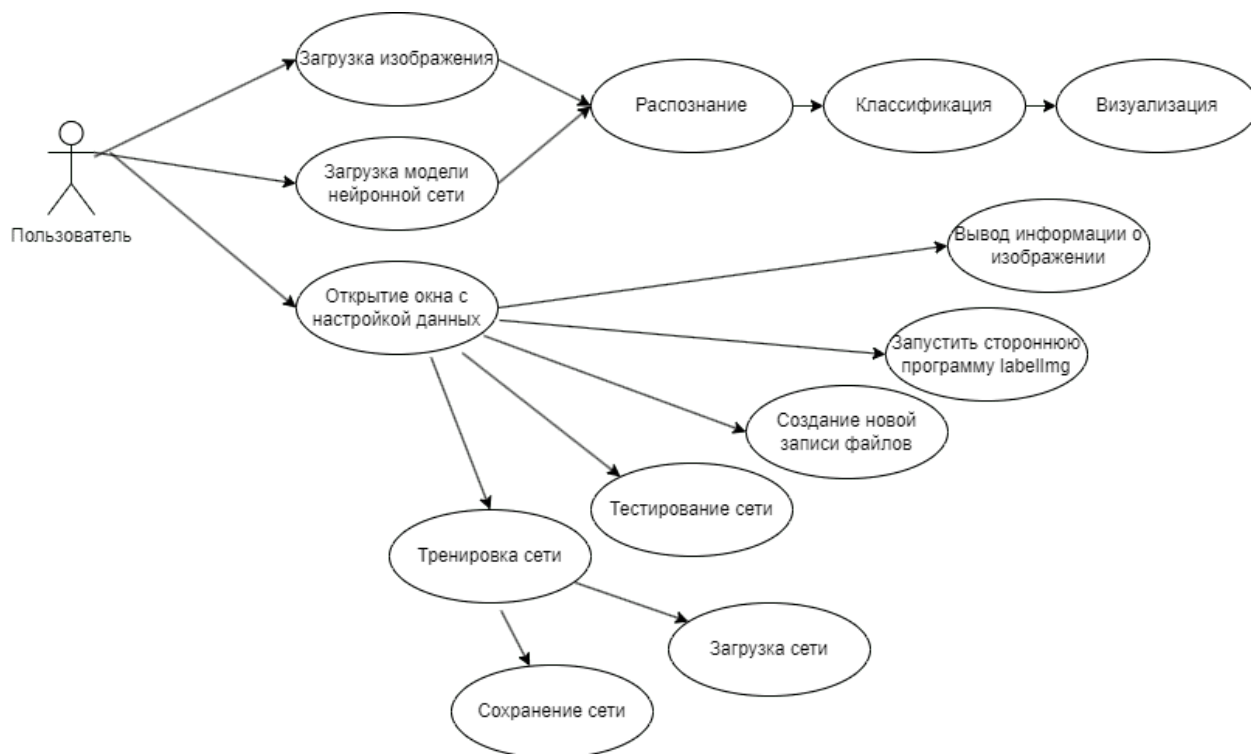 Загрузка изображения
Распознание
Классификация
Визуализация
Загрузка модели
нейронной сети
Пользователь
Вывод информации о
изображении
Открытие окна с
настройкой данных
Запустить стороннюю
программу labelImg
Создание новой
записи файлов
Тестирование сети
Тренировка сети
Загрузка сети
Сохранение сети